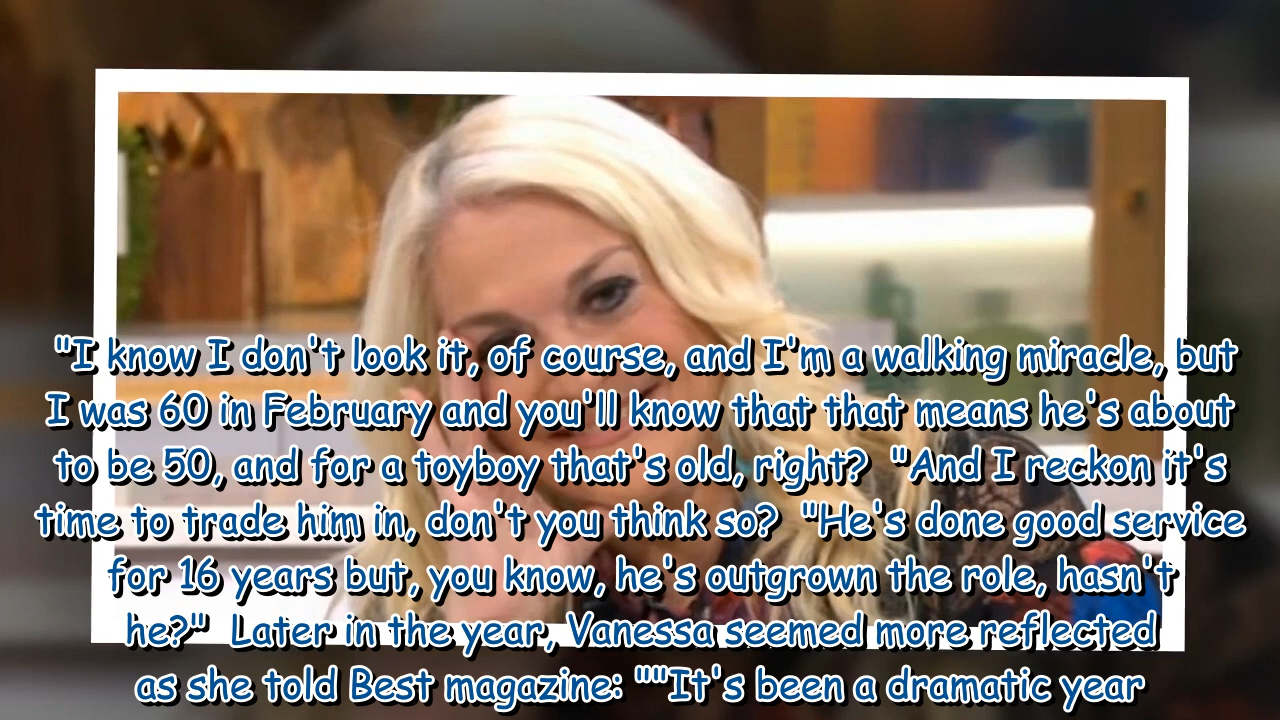 "I know I don't look it, of course, and I'm a walking miracle, but
I was 60 in February and you'll know that that means he's about
to be 50, and for a toyboy that's old, right?  "And I reckon it's
time to trade him in, don't you think so?  "He's done good service
for 16 years but, you know, he's outgrown the role, hasn't
he?"  Later in the year, Vanessa seemed more reflected
as she told Best magazine: ""It's been a dramatic year